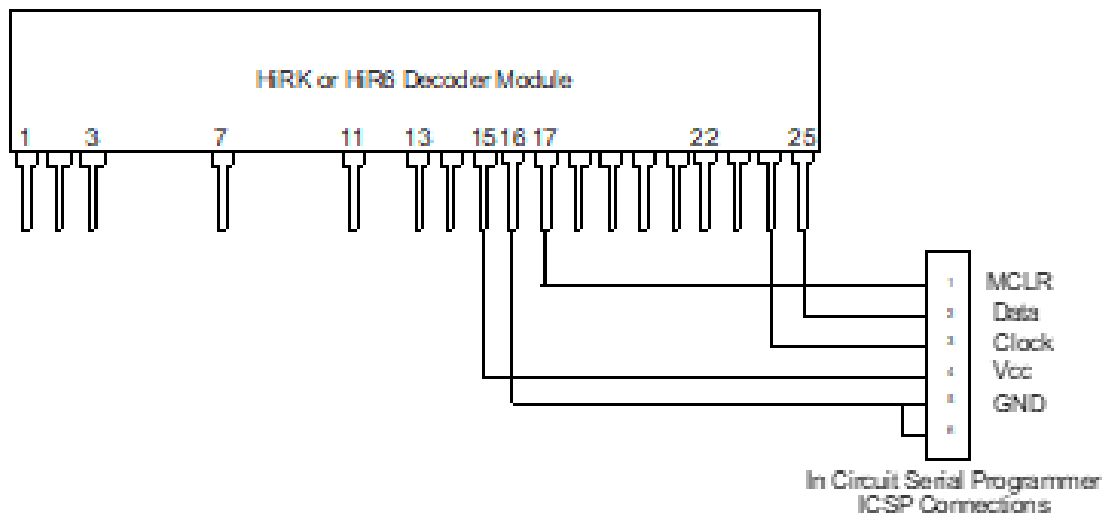 HiRK or HiR6 Decoder Module
1 3 7 11 13 15 16 17 22 25
1 MCLR
2 Data
3 Clock
4 Vcc
5 GND
6
In Circuit Serial Programmer
ICSP Connections